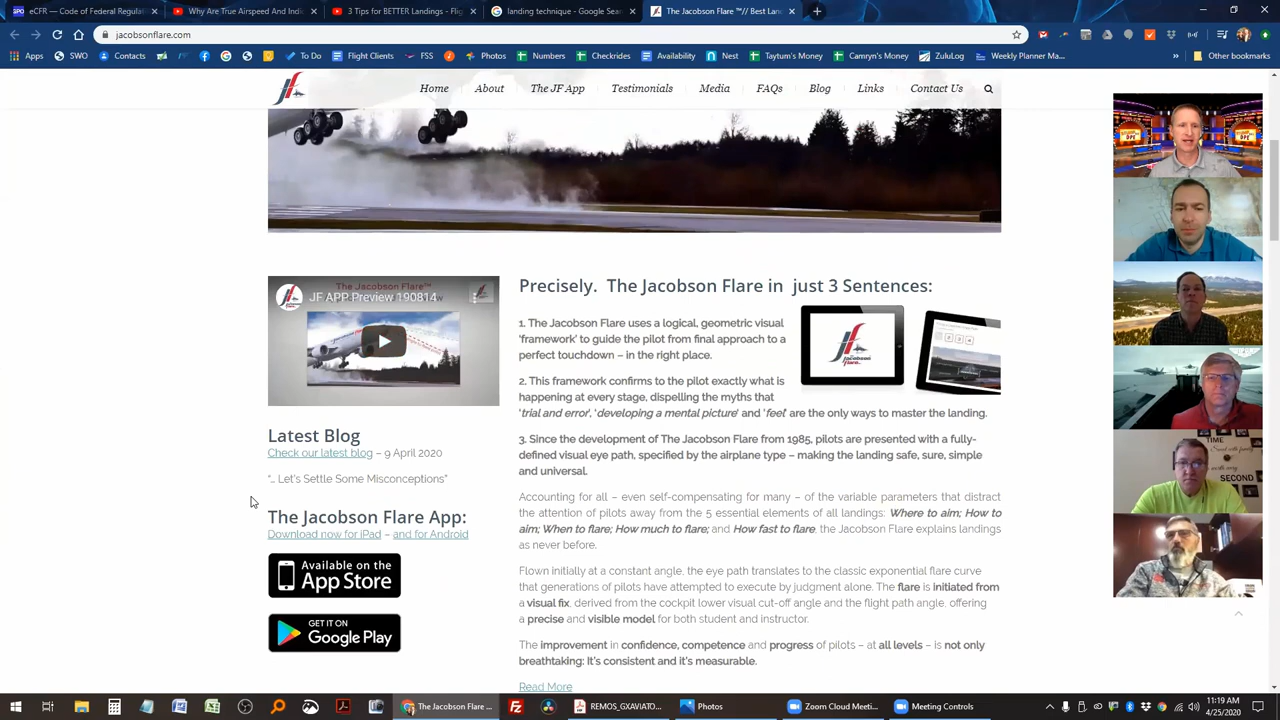 eCFR — Code of Federal Regula
Why Are True Airspeed and Indic
3 Tips for BETTER Landings - Flig
landing technique - Google Sear
The Jacobson Flare ™// Best Lan
jacobsonflare.com
Apps
SWO
Contacts
To Do
Flight Clients
FSS
Photos
Numbers
Checkrides
Availability
Nest
Taytum's Money
Camryn's Money
ZuluLog
Weekly Planner Ma...
Other bookmarks
Home
About
The JF App
Testimonials
Media
FAQs
Blog
Links
Contact Us
The Jacobson Flare™
JF APP Preview 190814
Precisely. The Jacobson Flare in just 3 Sentences:
1. The Jacobson Flare uses a logical, geometric visual
'framework' to guide the pilot from final approach to a
perfect touchdown – in the right place.
2. This framework confirms to the pilot exactly what is
happening at every stage, dispelling the myths that
'trial and error', 'developing a mental picture' and 'feel' are the only ways to master the landing.
3. Since the development of The Jacobson Flare from 1985, pilots are presented with a fully-
defined visual eye path, specified by the airplane type – making the landing safe, sure, simple
and universal.
Accounting for all – even self-compensating for many – of the variable parameters that distract
the attention of pilots away from the 5 essential elements of all landings: Where to aim; How to
aim; When to flare; How much to flare; and How fast to flare, the Jacobson Flare explains landings
as never before.
Flown initially at a constant angle, the eye path translates to the classic exponential flare curve
that generations of pilots have attempted to execute by judgment alone. The flare is initiated from
a visual fix, derived from the cockpit lower visual cut-off angle and the flight path angle, offering
a precise and visible model for both student and instructor.
The improvement in confidence, competence and progress of pilots – at all levels – is not only
breathtaking: It's consistent and it's measurable.
Read More
Jacobson
flare
Latest Blog
Check our latest blog – 9 April 2020
"... Let's Settle Some Misconceptions"
The Jacobson Flare App:
Download now for iPad – and for Android
Available on the
App Store
GET IT ON
Google Play
DPE
DPE
TIME
SECOND
The Jacobson Flare ...
REMOS_GXAVIATO...
Photos
Zoom Cloud Meeti...
Meeting Controls
11:19 AM
4/25/2020